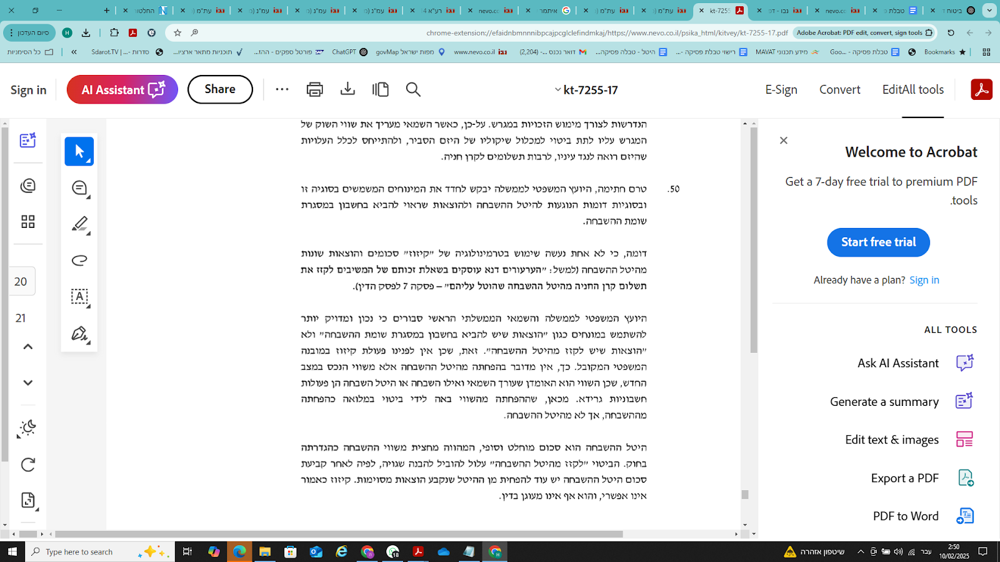 ביטוח ד
טבלת פ
nevo.cc
נבו - דפ
kt-7255
עת"מ (
עת"מ (
איתמר
nevo.cc
רע"א 14
עמ"נ (מ
עמ"נ (מ
עמ"נ (מ
עת"מ (
החלטור
סיום העדכון
H
chrome-extension://efaidnbmnnnibpcajpcglclefindmkaj/https://www.nevo.co.il/psika_html/kitvey/kt-7255-17.pdf
Adobe Acrobat: PDF edit, convert, sign tools
Bookmarks
טבלת פסיקה - ...Goo
מידע תכנוני MAVAT
רישוי טבלת פסיקה -...
היטל - טבלה פסיקה...
דואר נכנס -... (2,204)
www.nevo.co.il
מפות ישראל govMap
ChatGPT
פורטל ספקים - ההז...
תוכניות מתאר ארציו...
סדרות -...| Sdarot.TV
כל הסימניות
Sign in
AI Assistant
Share
kt-7255-17
E-Sign
Convert
Edit
All tools
הנדרשות לצורך מימוש הזכויות במגרש. על-כן, כאשר השמאי מעריך את שווי השוק של
המגרש עליו לתת ביטוי למכלול שיקוליו של היזם הסביר, ולהתייחס לכלל העלויות
שהיזם רואה לנגד עיניו, לרבות תשלומים לקרן חניה.
50. טרם חתימה, היועץ המשפטי לממשלה יבקש לחדד את המינוחים המשמשים בסוגיה זו
ובסוגיות דומות הנוגעות להיטל ההשבחה ולהוצאות שראוי להביא בחשבון במסגרת
שומת ההשבחה.
דומה, כי לא אחת נעשה שימוש בטרמינולוגיה של "קיזוז" סכומים והוצאות שונות
מהיטל ההשבחה (למשל: "הערעורים דנא עוסקים בשאלת זכותם של המשיבים לקזז את
תשלום קרן החניה מהיטל ההשבחה שהוטל עליהם" – פסקה 7 לפסק הדין).
היועץ המשפטי לממשלה והשמאי הממשלתי הראשי סבורים כי נכון ומדויק יותר
להשתמש במונחים כגון "הוצאות שיש להביא בחשבון במסגרת שומת ההשבחה" ולא
"הוצאות שיש לקזז מהיטל ההשבחה". זאת, שכן אין לפנינו פעולת קיזוז במובנה
המשפטי המקובל. כך, אין מדובר בהפחתה מהיטל ההשבחה אלא משווי הנכס במצב
החדש, שכן השווי הוא האומדן שעורך השמאי ואילו השבחה או היטל השבחה הן פעולות
חשבוניות גרידא. מכאן, שההפחתה מהשווי באה לידי ביטוי במלואה כהפחתה
מההשבחה, אך לא מהיטל ההשבחה.
היטל ההשבחה הוא סכום מוחלט וסופי, המהווה מחצית משווי ההשבחה כהגדרתה
בחוק. הביטוי "לקזז מהיטל ההשבחה" עלול להוביל להבנה שגויה, לפיה לאחר קביעת
סכום היטל ההשבחה יש עוד להפחית מן ההיטל שנקבע הוצאות מסוימות. קיזוז כאמור
אינו אפשרי, והוא אף אינו מעוגן בדין.
20
21
Welcome to Acrobat
Get a 7-day free trial to premium PDF
.tools
Start free trial
Already have a plan? Sign in
ALL TOOLS
Ask AI Assistant
Generate a summary
Edit text & images
Export a PDF
PDF to Word
Type here to search
18
שיטפון אזהרה
עבר
2:50
10/02/2025